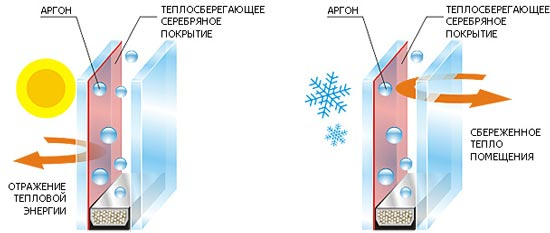 АРГОН
ТЕПЛОСБЕРЕГАЮЩЕЕ
СЕРЕБРЯНОЕ
ПОКРЫТИЕ
ОТРАЖЕНИЕ
ТЕПЛОВОЙ
ЭНЕРГИИ
АРГОН
ТЕПЛОСБЕРЕГАЮЩЕЕ
СЕРЕБРЯНОЕ
ПОКРЫТИЕ
СБЕРЕЖЕННОЕ
ТЕПЛО
ПОМЕЩЕНИЯ